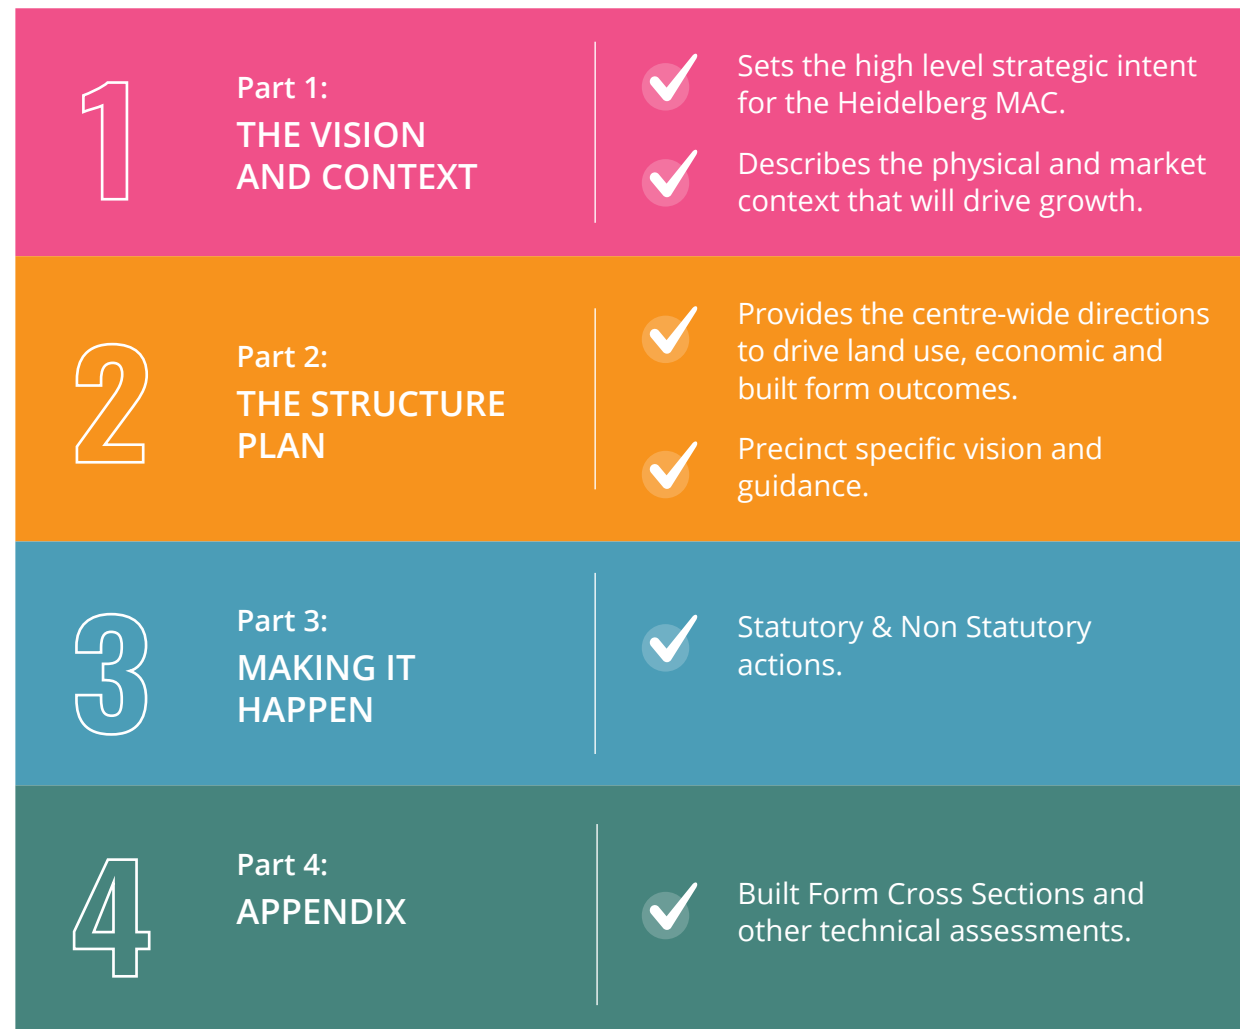 1
Part 1:
THE VISION
AND CONTEXT
Sets the high level strategic intent
for the Heidelberg MAC.
Describes the physical and market
context that will drive growth.
2
Part 2:
THE STRUCTURE
PLAN
Provides the centre-wide directions
to drive land use, economic and
built form outcomes.
Precinct specific vision and
guidance.
3
Part 3:
MAKING IT
HAPPEN
Statutory & Non Statutory
actions.
4
Part 4:
APPENDIX
Built Form Cross Sections and
other technical assessments.